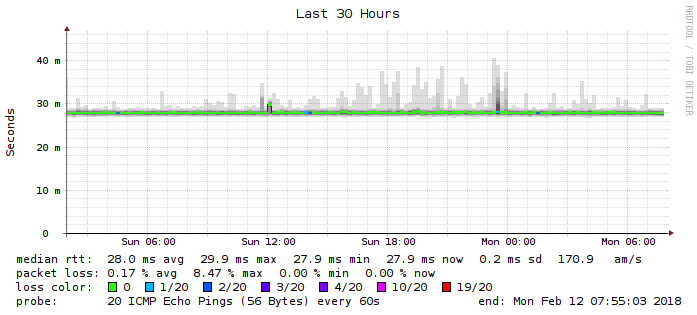 Last 30 Hours
RRDTOOL / TOBI OETIKER
Seconds
40 m
30 m
20 m
10 m
0
Sun 06:00 Sun 12:00 Sun 18:00 Mon 00:00 Mon 06:00
median rtt: 28.0 ms avg 29.9 ms max 27.9 ms min 27.9 ms now 0.2 ms sd 170.9 am/s
packet loss: 0.17 % avg 8.47 % max 0.00 % min 0.00 % now
loss color: 0 1/20 2/20 3/20 4/20 10/20 19/20
probe: 20 ICMP Echo Pings (56 Bytes) every 60s end: Mon Feb 12 07:55:03 2018